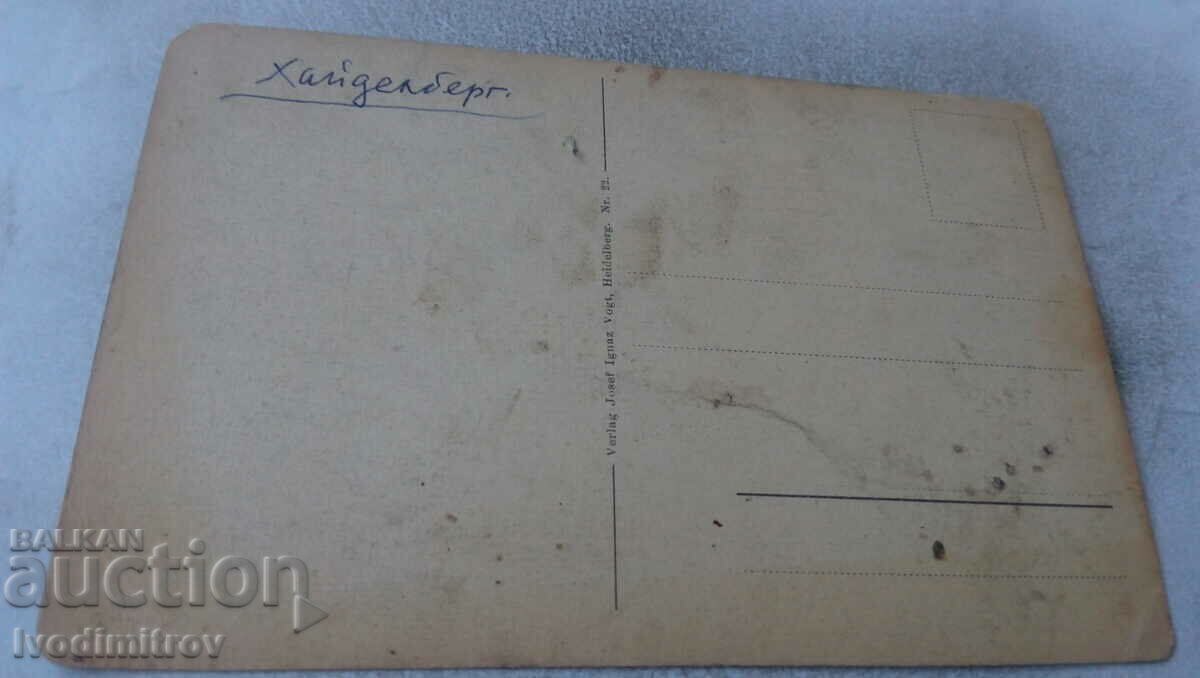 Хайделберг.
Verlag Josef Ignaz Vogt, Heidelberg. Nr. 22.
BALKAN
auction
Ivodimitrov